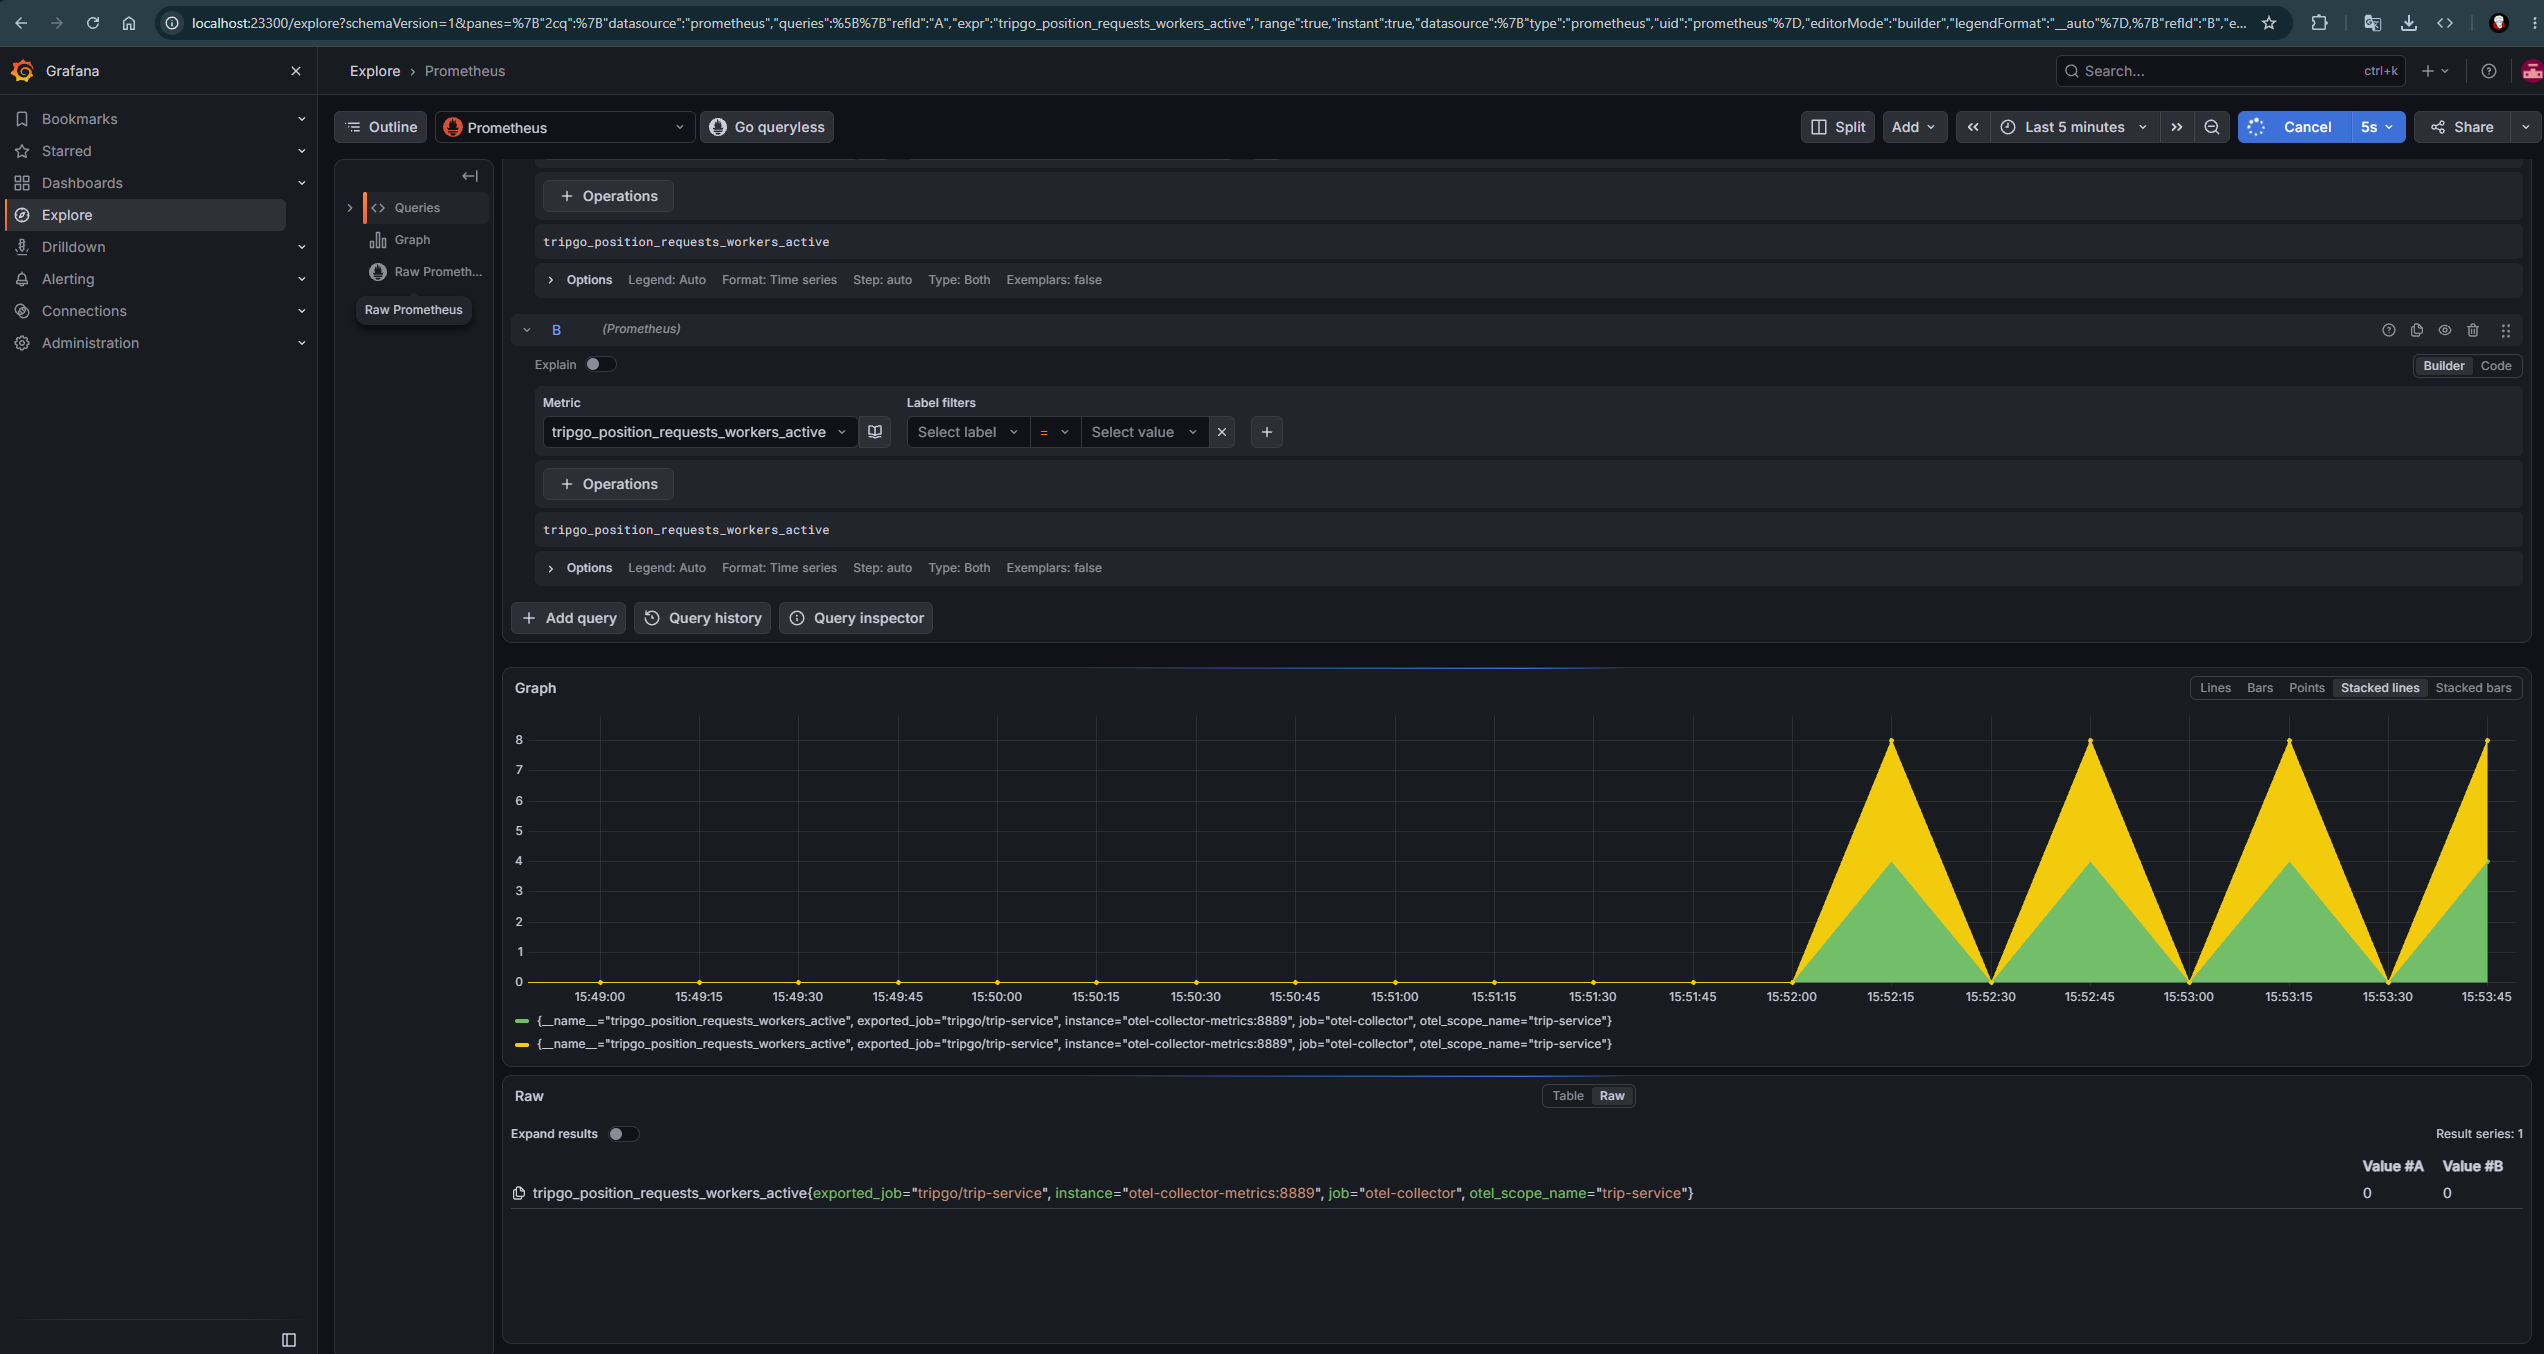 localhost:23300/explore?schemaVersion=1&panes=%7B"2cq":%7B"datasource":"prometheus","queries":%5B%7B"refId":"A","expr":"tripgo_position_requests_workers_active","range":true,"instant":true,"datasource":%7B"type":"prometheus","uid":"prometheus"%7D,"editorMode":"builder","legendFormat":"__auto"%7D,%7B"refId":"B","e...
Grafana
Explore › Prometheus
Search... ctrl+k
Bookmarks
Starred
Dashboards
Explore
Drilldown
Alerting
Connections
Administration
Outline Prometheus Go queryless Split Add Last 5 minutes Cancel 5s Share
Queries
Graph
Raw Prometh...
Raw Prometheus
+ Operations
tripgo_position_requests_workers_active
Options Legend: Auto Format: Time series Step: auto Type: Both Exemplars: false
B (Prometheus)
Explain Builder Code
Metric Label filters
tripgo_position_requests_workers_active Select label = Select value
+ Operations
tripgo_position_requests_workers_active
Options Legend: Auto Format: Time series Step: auto Type: Both Exemplars: false
+ Add query Query history Query inspector
Graph Lines Bars Points Stacked lines Stacked bars
8
7
6
5
4
3
2
1
0
15:49:00 15:49:15 15:49:30 15:49:45 15:50:00 15:50:15 15:50:30 15:50:45 15:51:00 15:51:15 15:51:30 15:51:45 15:52:00 15:52:15 15:52:30 15:52:45 15:53:00 15:53:15 15:53:30 15:53:45
{__name__="tripgo_position_requests_workers_active", exported_job="tripgo/trip-service", instance="otel-collector-metrics:8889", job="otel-collector", otel_scope_name="trip-service"}
{__name__="tripgo_position_requests_workers_active", exported_job="tripgo/trip-service", instance="otel-collector-metrics:8889", job="otel-collector", otel_scope_name="trip-service"}
Raw Table Raw
Expand results Result series: 1
Value #A Value #B
tripgo_position_requests_workers_active{exported_job="tripgo/trip-service", instance="otel-collector-metrics:8889", job="otel-collector", otel_scope_name="trip-service"} 0 0